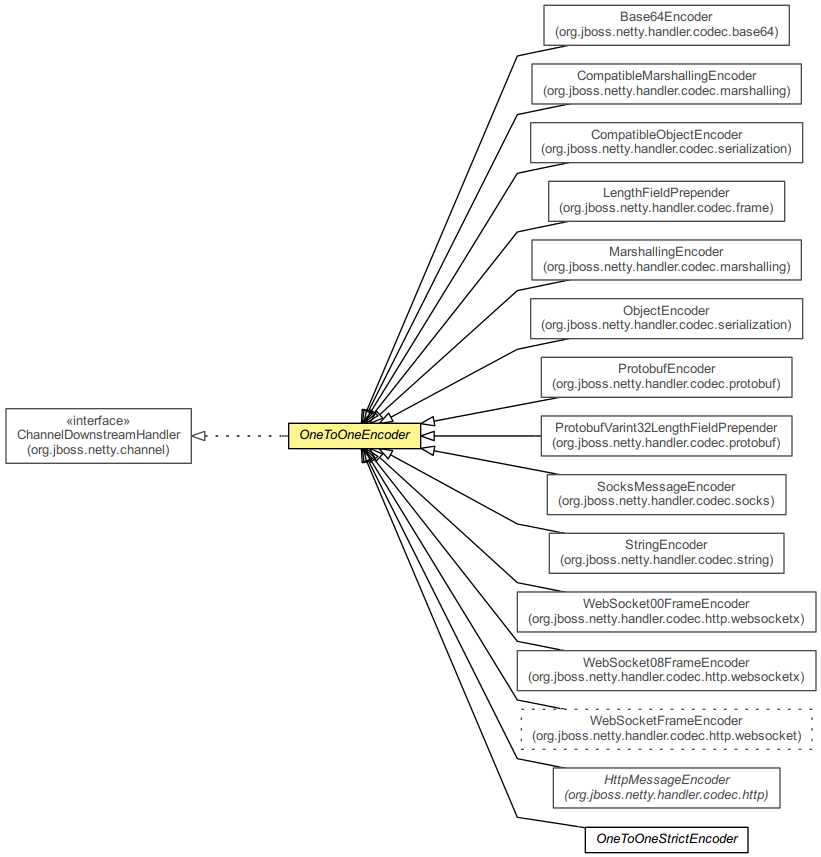 Base64Encoder
(org.jboss.netty.handler.codec.base64)
CompatibleMarshallingEncoder
(org.jboss.netty.handler.codec.marshalling)
CompatibleObjectEncoder
(org.jboss.netty.handler.codec.serialization)
LengthFieldPrepender
(org.jboss.netty.handler.codec.frame)
MarshallingEncoder
(org.jboss.netty.handler.codec.marshalling)
ObjectEncoder
(org.jboss.netty.handler.codec.serialization)
ProtobufEncoder
(org.jboss.netty.handler.codec.protobuf)
«interface»
ChannelDownstreamHandler
(org.jboss.netty.channel)
OneToOneEncoder
ProtobufVarint32LengthFieldPrepender
(org.jboss.netty.handler.codec.protobuf)
SocksMessageEncoder
(org.jboss.netty.handler.codec.socks)
StringEncoder
(org.jboss.netty.handler.codec.string)
WebSocket00FrameEncoder
(org.jboss.netty.handler.codec.http.websocketx)
WebSocket08FrameEncoder
(org.jboss.netty.handler.codec.http.websocketx)
WebSocketFrameEncoder
(org.jboss.netty.handler.codec.http.websocket)
HttpMessageEncoder
(org.jboss.netty.handler.codec.http)
OneToOneStrictEncoder